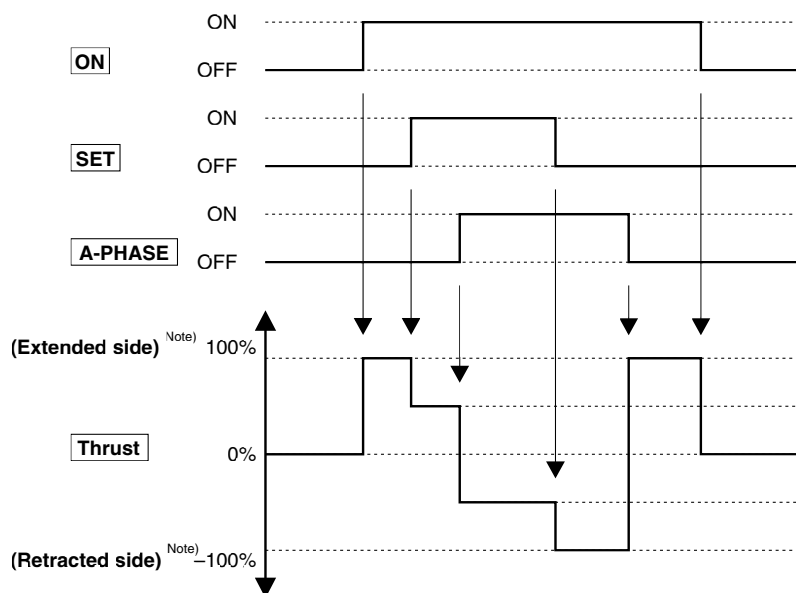 ON
ON
OFF
ON
SET
OFF
ON
A-PHASE
OFF
(Extended side) Note) 100%
Thrust
0%
(Retracted side) Note) –100%